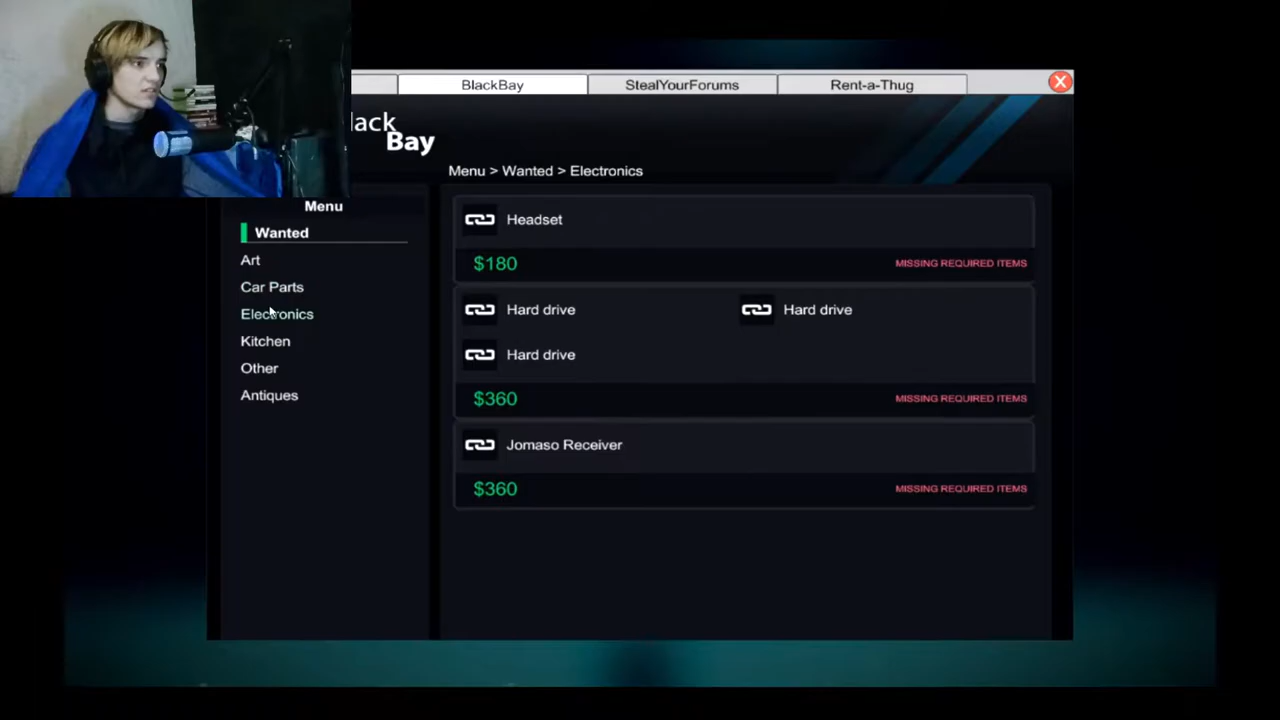 BlackBay
StealYourForums
Rent-a-Thug
lack
Bay
Menu > Wanted > Electronics
Menu
Wanted
Art
Car Parts
Electronics
Kitchen
Other
Antiques
Headset
$180
MISSING REQUIRED ITEMS
Hard drive
Hard drive
Hard drive
$360
MISSING REQUIRED ITEMS
Jomaso Receiver
$360
MISSING REQUIRED ITEMS